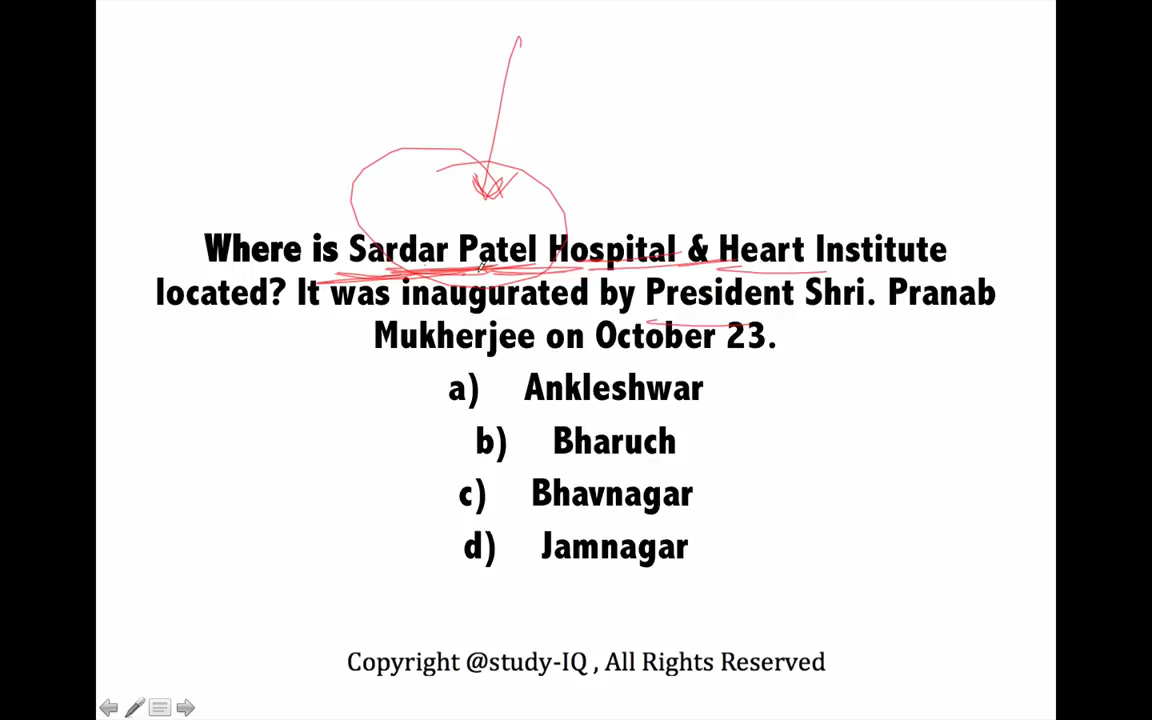 Where is Sardar Patel Hospital & Heart Institute
located? It was inaugurated by President Shri. Pranab
Mukherjee on October 23.
a) Ankleshwar
b) Bharuch
c) Bhavnagar
d) Jamnagar
Copyright @study-IQ , All Rights Reserved